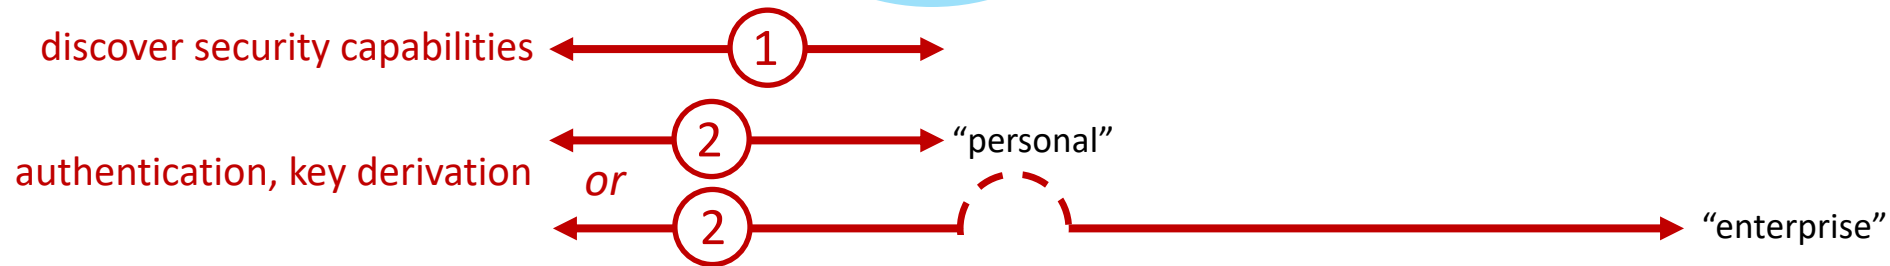 discover security capabilities
1
2
“personal”
authentication, key derivation
or
2
“enterprise”